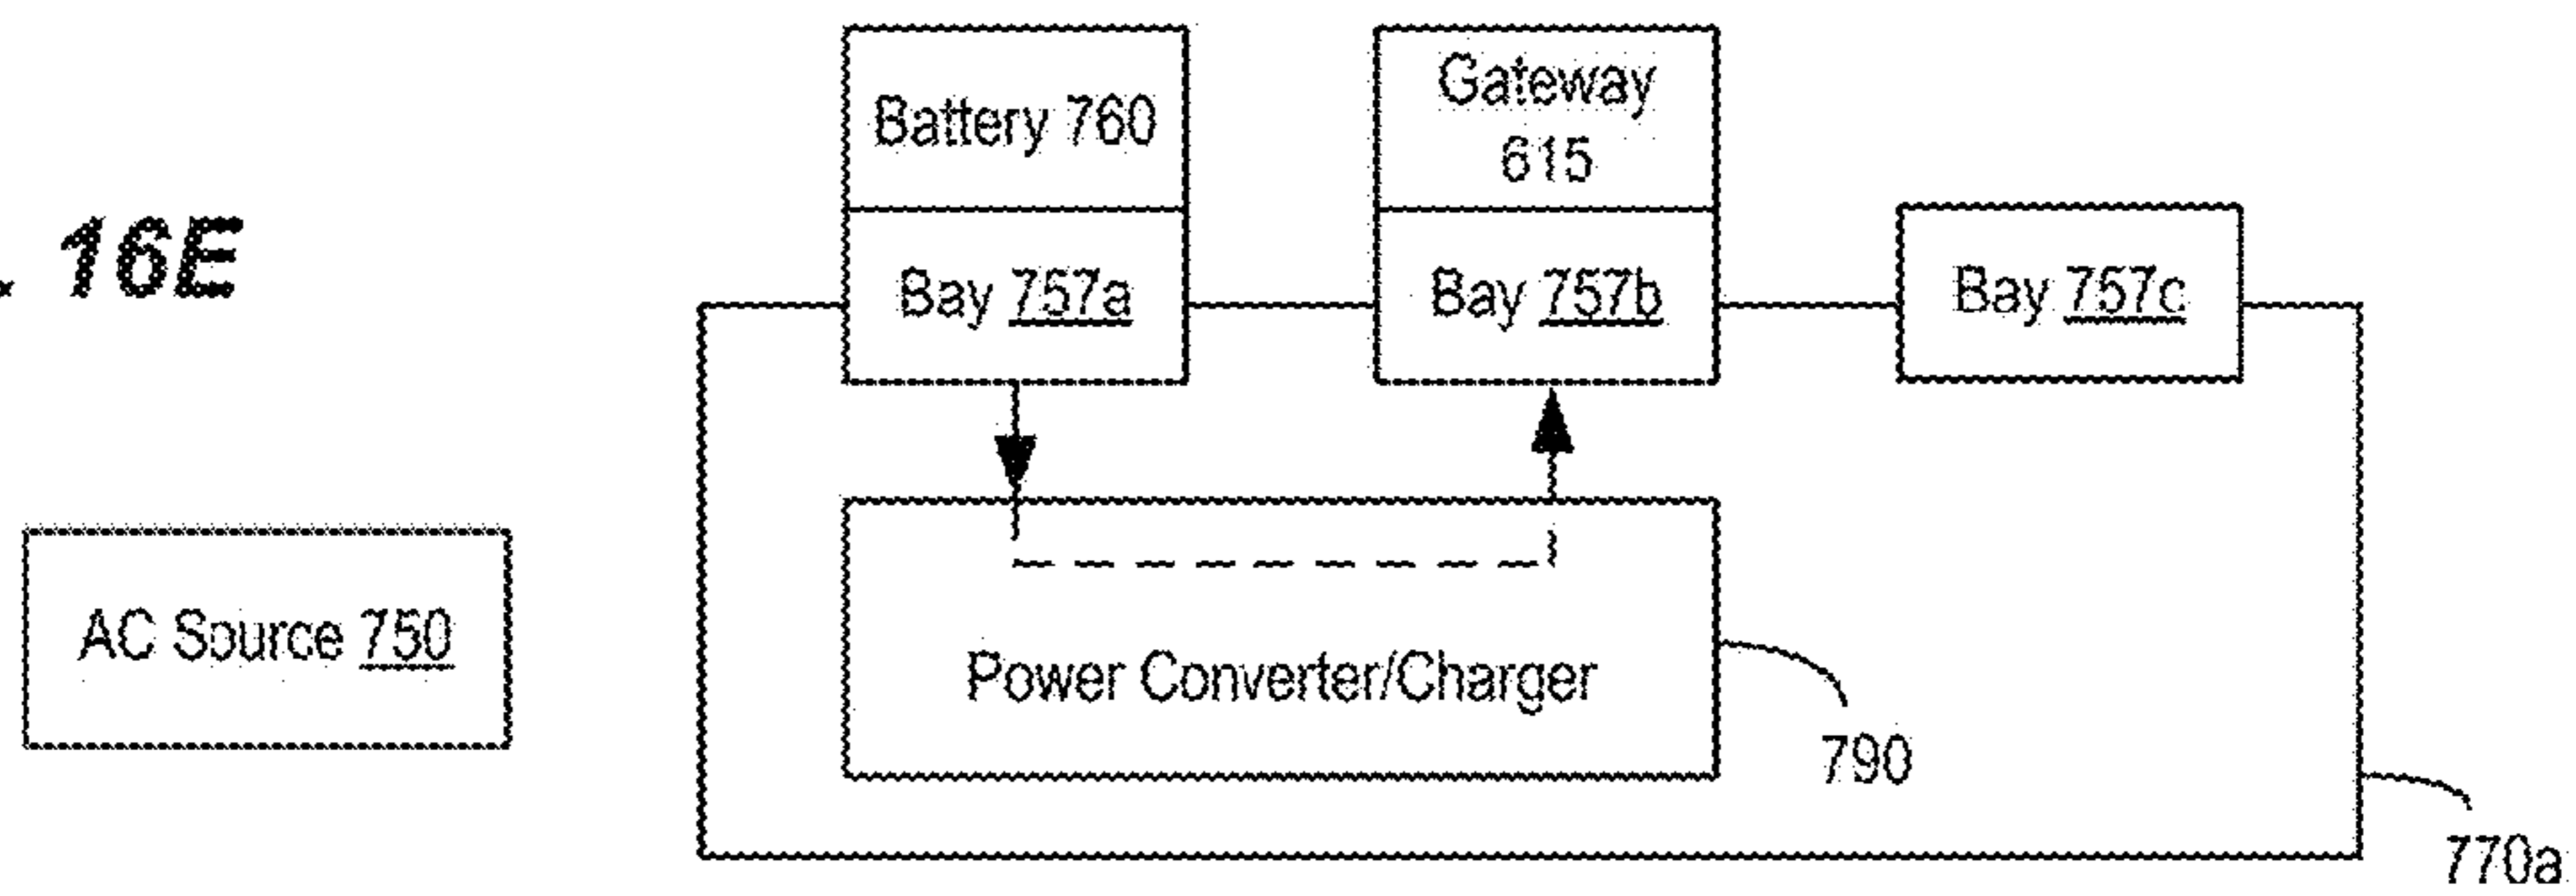 Battery 760
Gateway
615
16E
Bay 757a
Bay 757b
Bay 757c
AC Source 750
Power Converter/Charger
790
770a